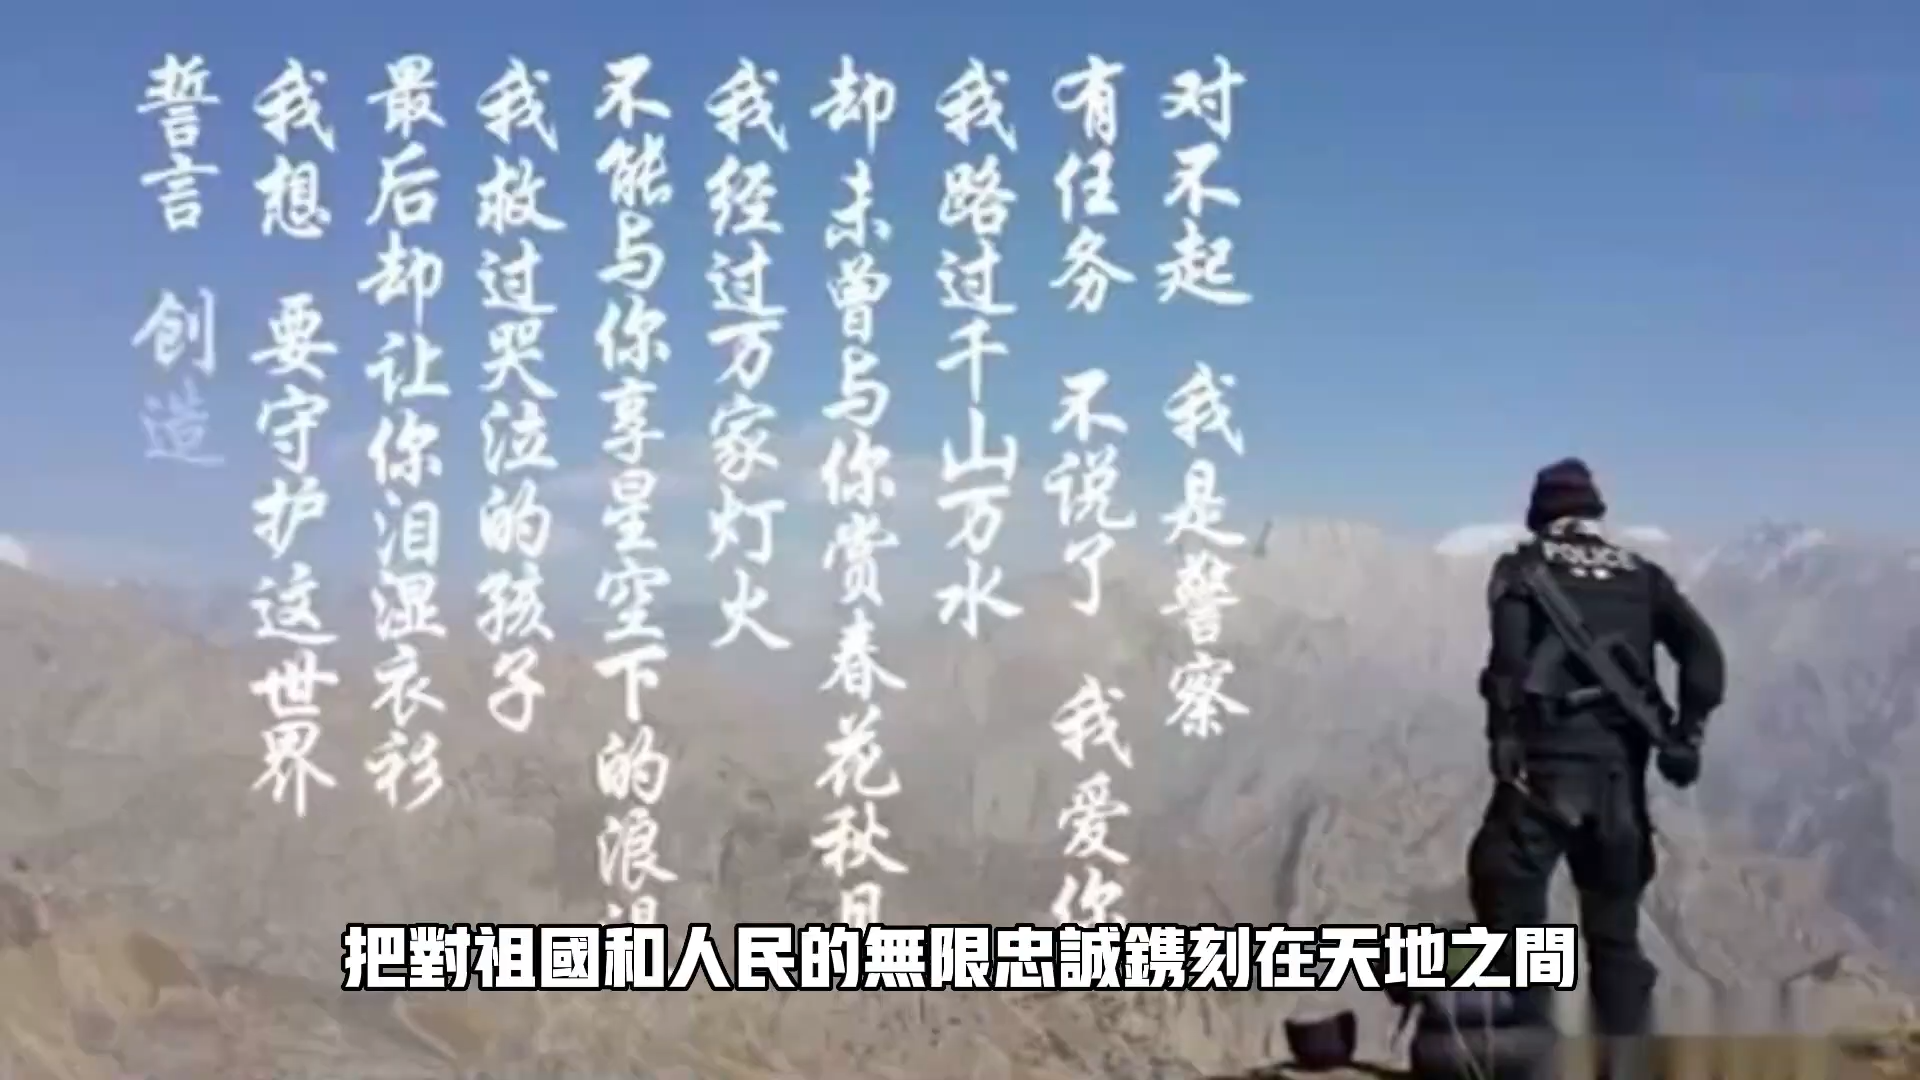 对不起 我是警察
有任务 不说了 我爱你
我路过千山万水
却未曾与你赏春花秋月
我经过万家灯火
不能与你享星空下的浪漫
我救过哭泣的孩子
最后却让你泪湿衣衫
我想 要守护这世界
誓言 创造
POLICE
把對祖國和人民的無限忠誠鐫刻在天地之間